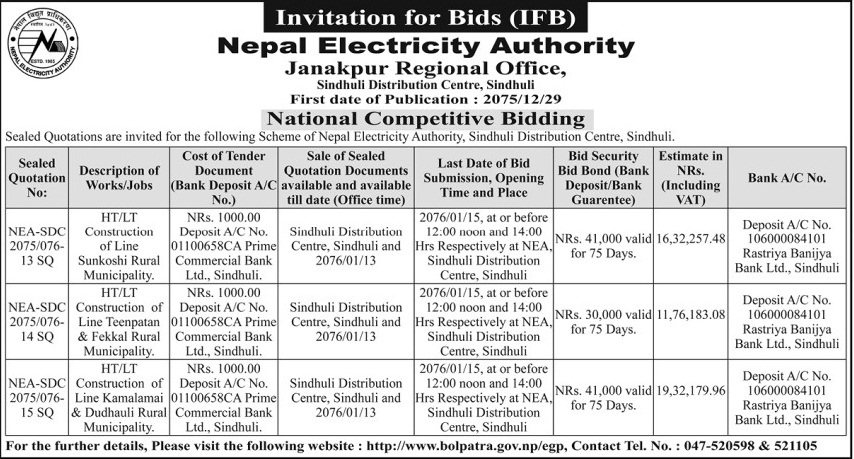 Invitation for Bids (IFB)
Nepal Electricity Authority
Janakpur Regional Office,
Sindhuli Distribution Centre, Sindhuli
First date of Publication : 2075/12/29
National Competitive Bidding
नेपाल विद्युत प्राधिकरण
ESTD. 1985
NEPAL ELECTRICITY AUTHORITY
Sealed Quotations are invited for the following Scheme of Nepal Electricity Authority, Sindhuli Distribution Centre, Sindhuli.
Sealed
Quotation
No:
Description of
Works/Jobs
Cost of Tender
Document
(Bank Deposit A/C
No.)
Sale of Sealed
Quotation Documents
available and available
till date (Office time)
Last Date of Bid
Submission, Opening
Time and Place
Bid Security
Bid Bond (Bank
Deposit/Bank
Guarentee)
Estimate in
NRs.
(Including
VAT)
Bank A/C No.
NEA-SDC
2075/076-
13 SQ
HT/LT
Construction
of Line
Sunkoshi Rural
Municipality.
NRs. 1000.00
Deposit A/C No.
01100658CA Prime
Commercial Bank
Ltd., Sindhuli.
Sindhuli Distribution
Centre, Sindhuli and
2076/01/13
2076/01/15, at or before
12:00 noon and 14:00
Hrs Respectively at NEA,
Sindhuli Distribution
Centre, Sindhuli
NRs. 41,000 valid
for 75 Days.
16,32,257.48
Deposit A/C No.
106000084101
Rastriya Banijya
Bank Ltd., Sindhuli
NEA-SDC
2075/076-
14 SQ
HT/LT
Construction of
Line Teenpatan
& Fekkal Rural
Municipality.
NRs. 1000.00
Deposit A/C No.
01100658CA Prime
Commercial Bank
Ltd., Sindhuli.
Sindhuli Distribution
Centre, Sindhuli and
2076/01/13
2076/01/15, at or before
12:00 noon and 14:00
Hrs Respectively at NEA,
Sindhuli Distribution
Centre, Sindhuli
NRs. 30,000 valid
for 75 Days.
11,76,183.08
Deposit A/C No.
106000084101
Rastriya Banijya
Bank Ltd., Sindhuli
NEA-SDC
2075/076-
15 SQ
HT/LT
Construction of
Line Kamalamai
& Dudhauli Rural
Municipality.
NRs. 1000.00
Deposit A/C No.
01100658CA Prime
Commercial Bank
Ltd., Sindhuli.
Sindhuli Distribution
Centre, Sindhuli and
2076/01/13
2076/01/15, at or before
12:00 noon and 14:00
Hrs Respectively at NEA,
Sindhuli Distribution
Centre, Sindhuli
NRs. 41,000 valid
for 75 Days.
19,32,179.96
Deposit A/C No.
106000084101
Rastriya Banijya
Bank Ltd., Sindhuli
For the further details, Please visit the following website : http://www.bolpatra.gov.np/egp, Contact Tel. No. : 047-520598 & 521105